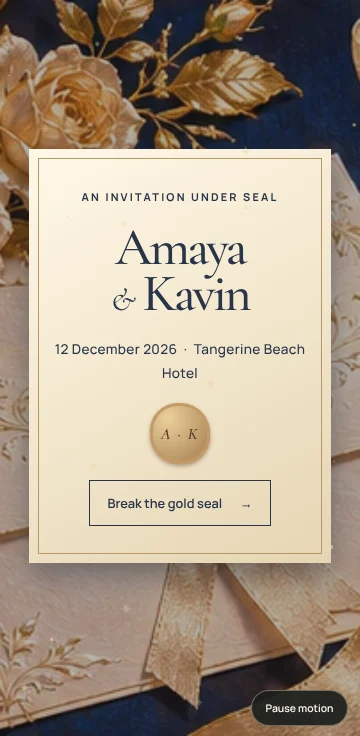 AN INVITATION UNDER SEAL
Amaya
& Kavin
12 December 2026 · Tangerine Beach
Hotel
A · K
Break the gold seal →
Pause motion